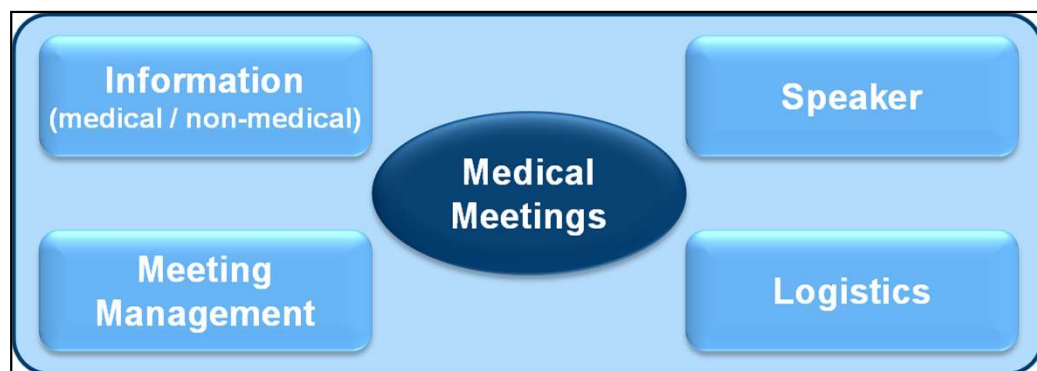 Information
(medical / non-medical)
Speaker
Medical
Meetings
Meeting
Management
Logistics